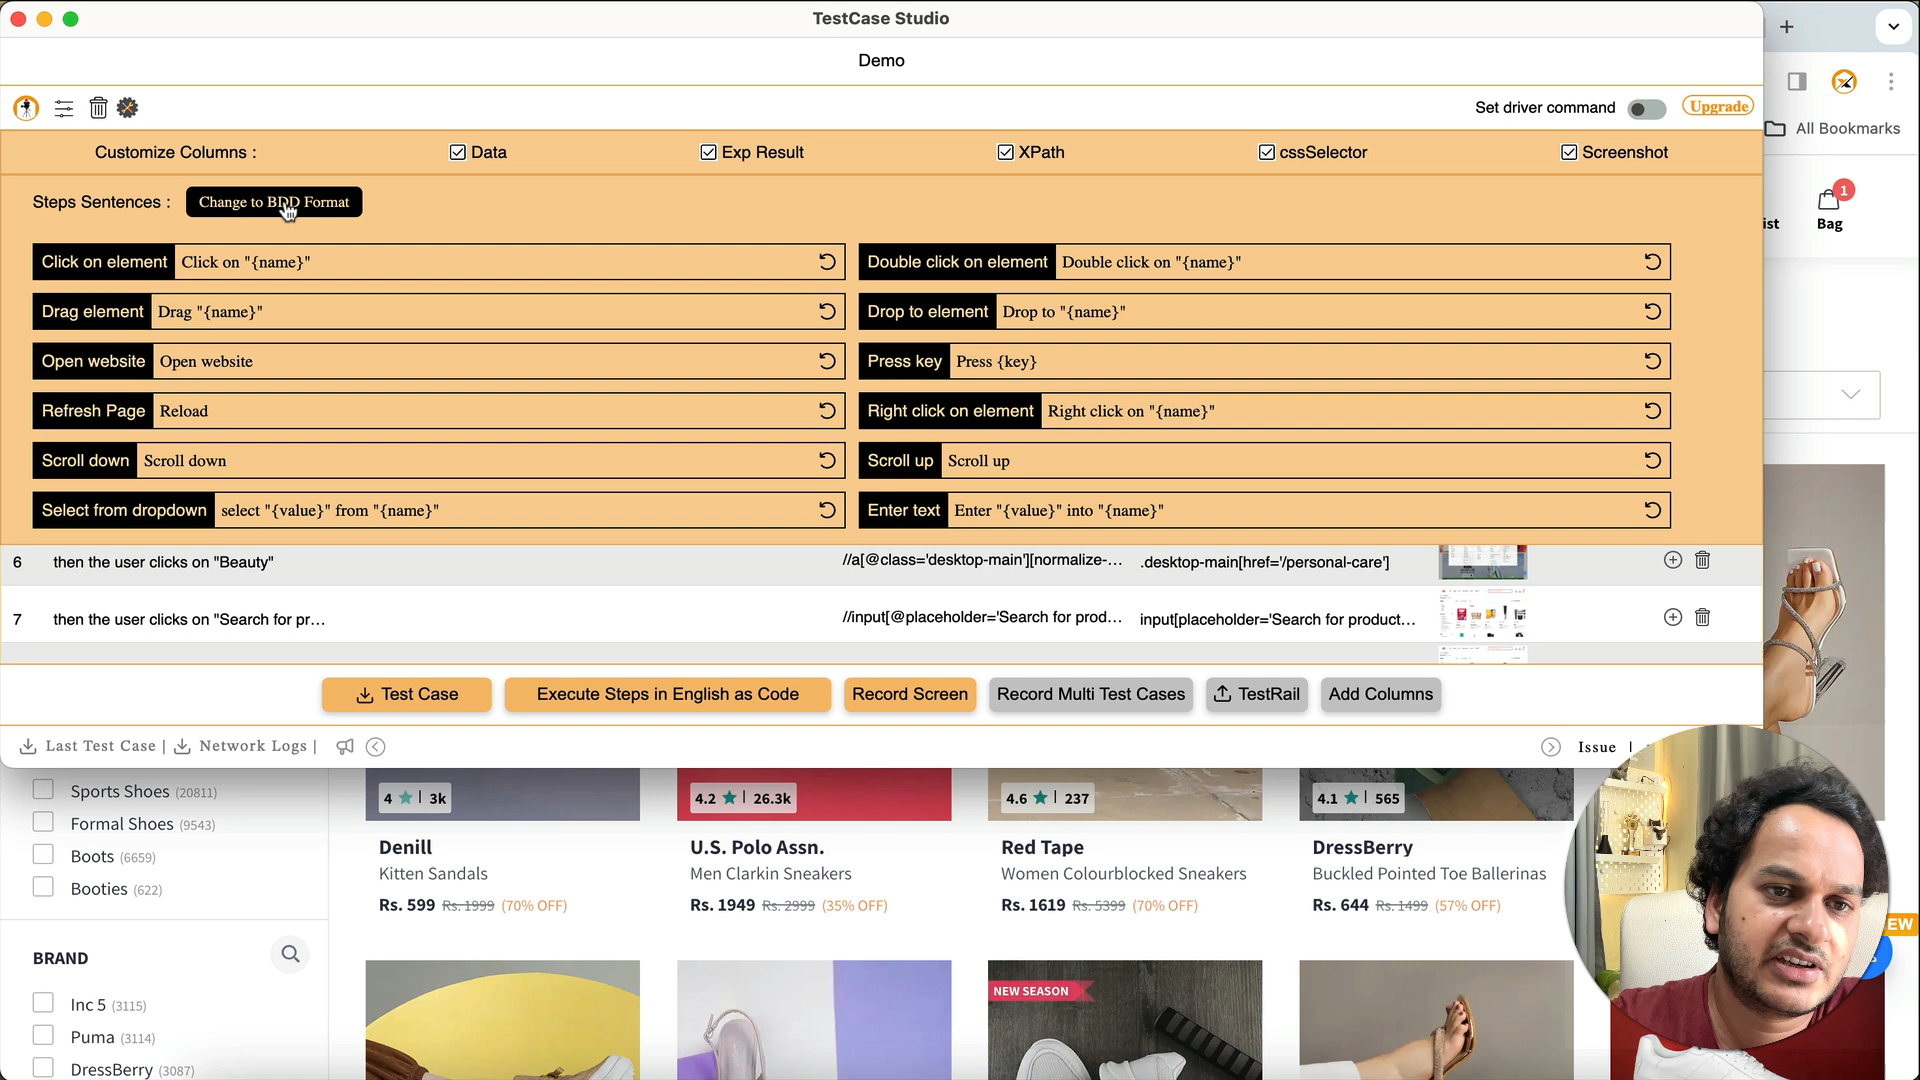 TestCase Studio
Demo
Set driver command
Upgrade
All Bookmarks
Customize Columns :
Data
Exp Result
XPath
cssSelector
Screenshot
Steps Sentences :
Change to BDD Format
1
ist
Bag
Click on element
Click on "{name}"
Double click on element
Double click on "{name}"
Drag element
Drag "{name}"
Drop to element
Drop to "{name}"
Open website
Open website
Press key
Press {key}
Refresh Page
Reload
Right click on element
Right click on "{name}"
Scroll down
Scroll down
Scroll up
Scroll up
Select from dropdown
select "{value}" from "{name}"
Enter text
Enter "{value}" into "{name}"
6
then the user clicks on "Beauty"
//a[@class='desktop-main'][normalize-...
.desktop-main[href='/personal-care']
7
then the user clicks on "Search for pr...
//input[@placeholder='Search for prod...
input[placeholder='Search for product...
Test Case
Execute Steps in English as Code
Record Screen
Record Multi Test Cases
TestRail
Add Columns
Last Test Case |
Network Logs |
Issue |
Sports Shoes (20811)
Formal Shoes (9543)
Boots (6659)
Booties (622)
BRAND
Inc 5 (3115)
Puma (3114)
DressBerry (3087)
4 | 3k
Denill
Kitten Sandals
Rs. 599 Rs. 1999 (70% OFF)
4.2 | 26.3k
U.S. Polo Assn.
Men Clarkin Sneakers
Rs. 1949 Rs. 2999 (35% OFF)
4.6 | 237
Red Tape
Women Colourblocked Sneakers
Rs. 1619 Rs. 5399 (70% OFF)
4.1 | 565
DressBerry
Buckled Pointed Toe Ballerinas
Rs. 644 Rs. 1499 (57% OFF)
EW
NEW SEASON